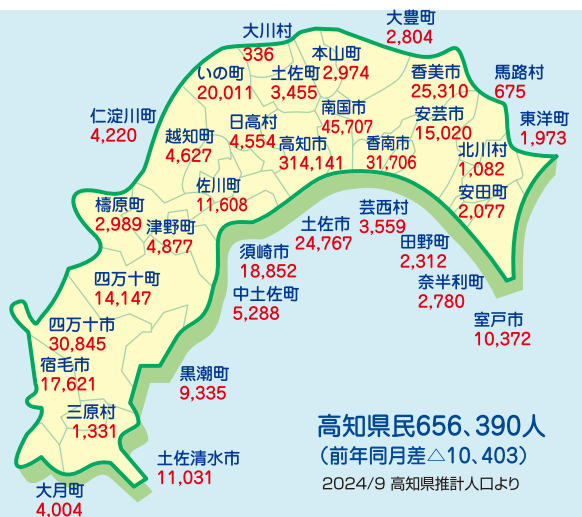 大川村
336
大豊町
2,804
本山町
2,974
いの町
20,011
土佐町
3,455
香美市
25,310
馬路村
675
仁淀川町
4,220
南国市
45,707
安芸市
15,020
東洋町
1,973
越知町
4,627
日高村
4,554
高知市
314,141
香南市
31,706
北川村
1,082
佐川町
11,608
安田町
2,077
檮原町
2,989
津野町
4,877
土佐市
24,767
芸西村
3,559
田野町
2,312
須崎市
18,852
奈半利町
2,780
四万十町
14,147
中土佐町
5,288
室戸市
10,372
四万十市
30,845
宿毛市
17,621
黒潮町
9,335
三原村
1,331
土佐清水市
11,031
大月町
4,004
高知県民656、390人
（前年同月差△10、403）
2024/9 高知県推計人口より